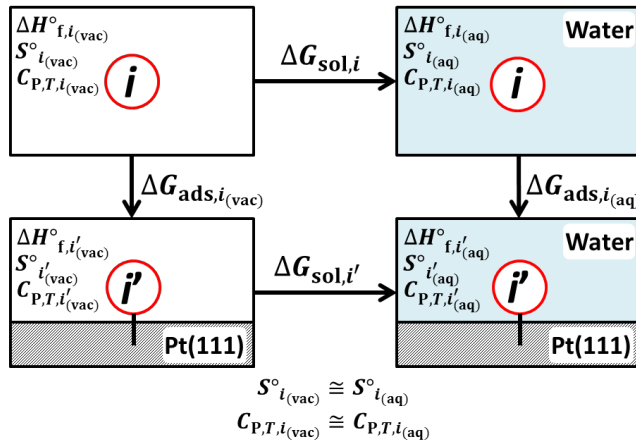 ΔH°f,i(vac)
S°i(vac)
CP,T,i(vac)
i
ΔGsol,i
ΔH°f,i(aq)
S°i(aq)
CP,T,i(aq)
Water
i
ΔGads,i(vac)
ΔGads,i(aq)
ΔH°f,i′(vac)
S°i′(vac)
CP,T,i′(vac)
i’
Pt(111)
ΔGsol,i′
ΔH°f,i′(aq)
S°i′(aq)
CP,T,i′(aq)
Water
i’
Pt(111)
S°i(vac) ≅ S°i(aq)
CP,T,i(vac) ≅ CP,T,i(aq)